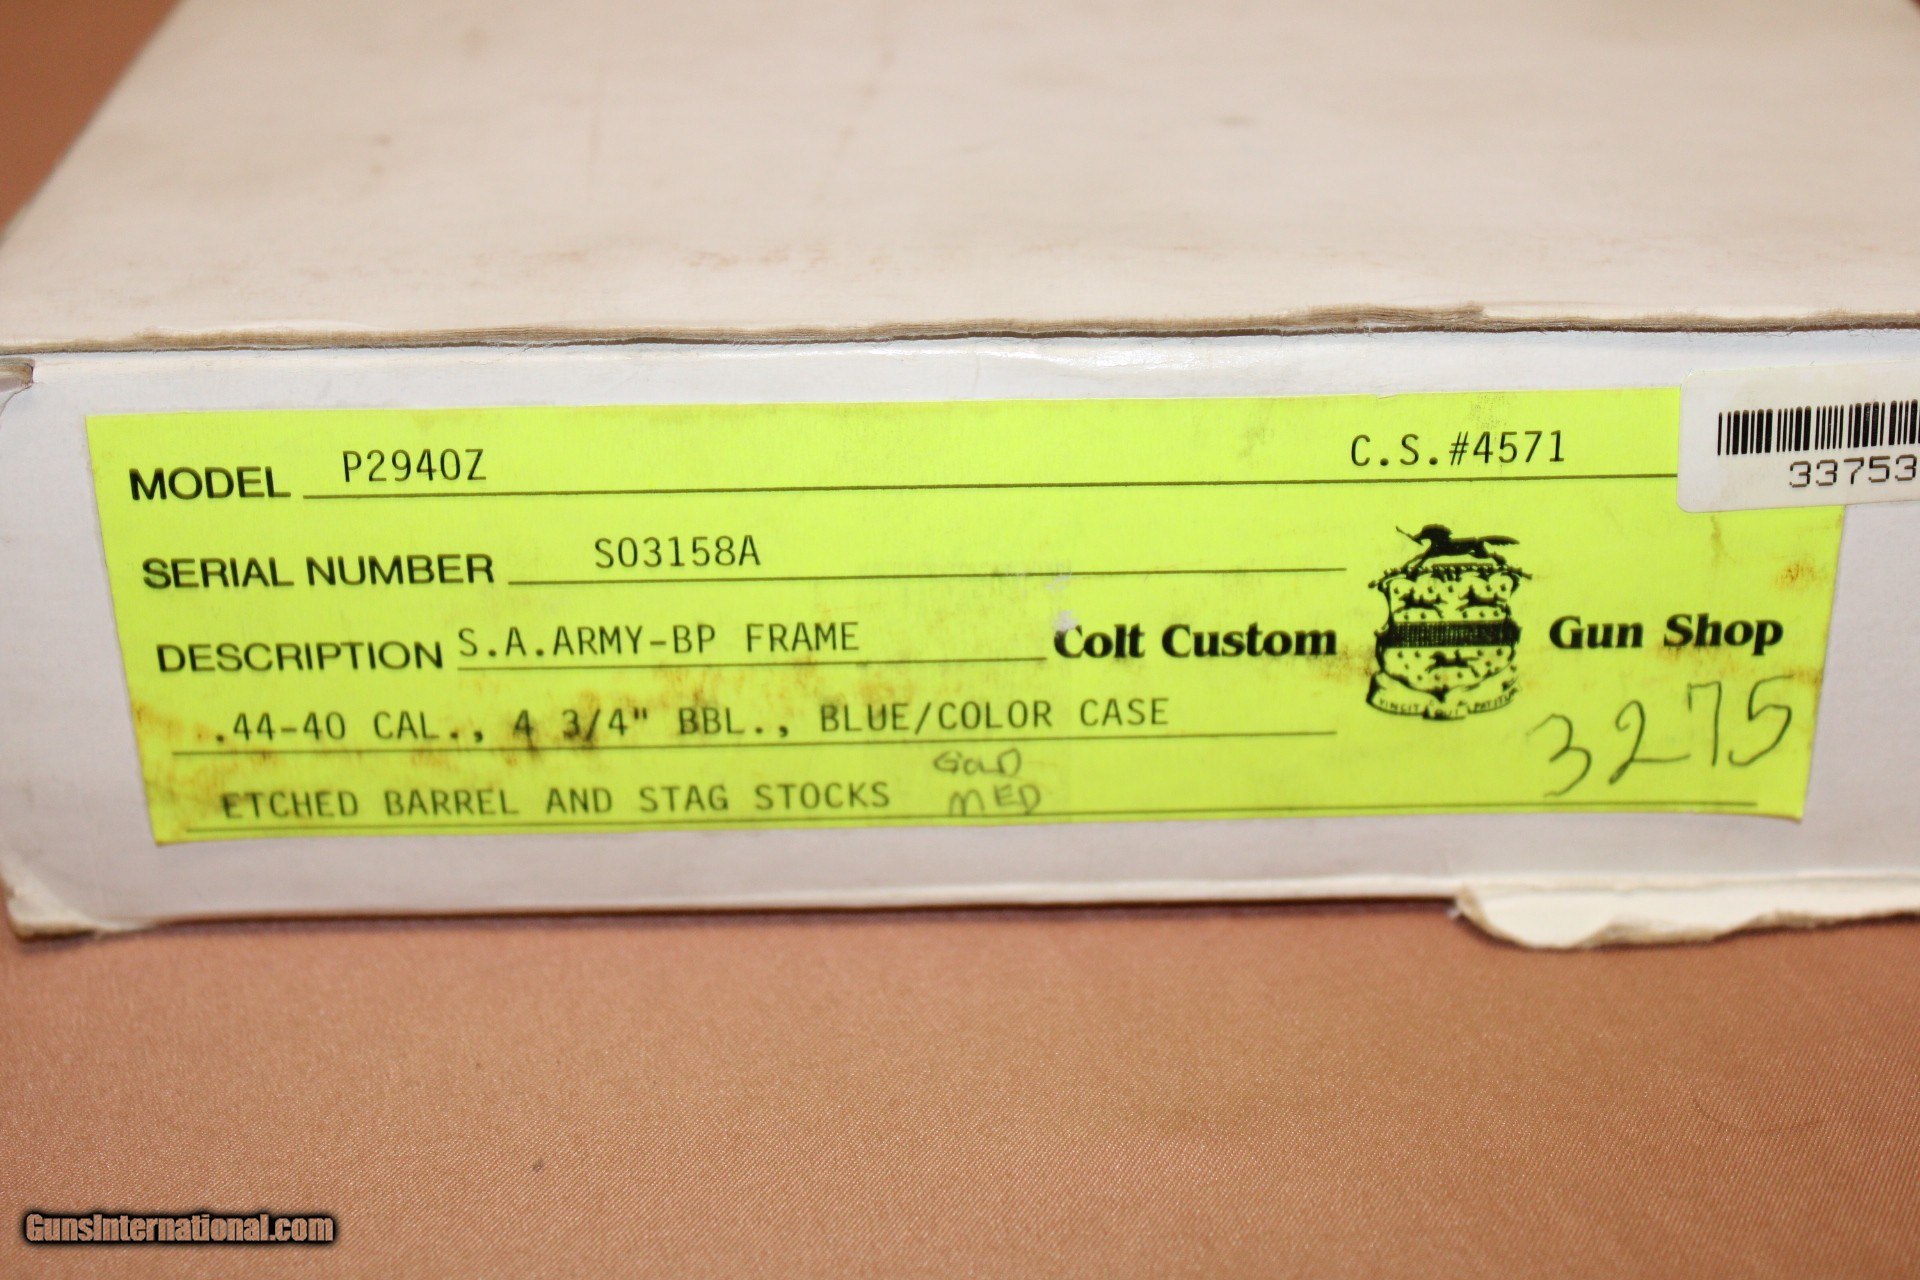 MODEL P2940Z C.S.#4571
33753
SERIAL NUMBER S03158A
DESCRIPTION S.A.ARMY-BP FRAME
Colt Custom Gun Shop
.44-40 CAL., 4 3/4" BBL., BLUE/COLOR CASE
3275
ETCHED BARREL AND STAG STOCKS
GOLD
MED
GunsInternational.com